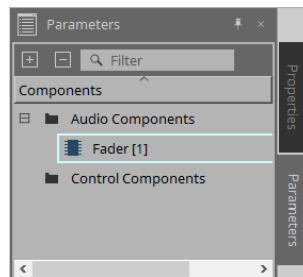 Parameters
Filter
Components
Audio Components
Fader [1]
Control Components
Properties
Parameters